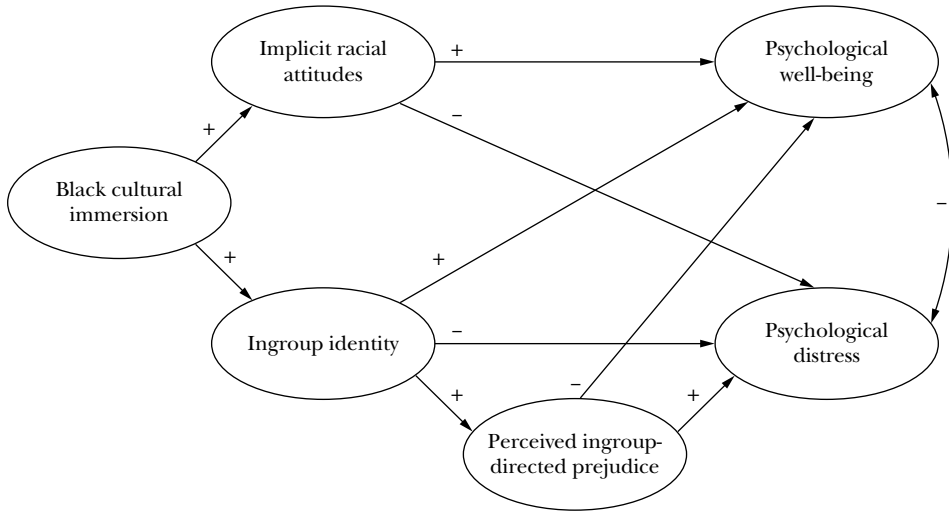 Implicit racial
attitudes
+
Psychological
well-being
–
+
Black cultural
immersion
–
+
+
Ingroup identity
–
Psychological
distress
+
–
+
Perceived ingroup-
directed prejudice